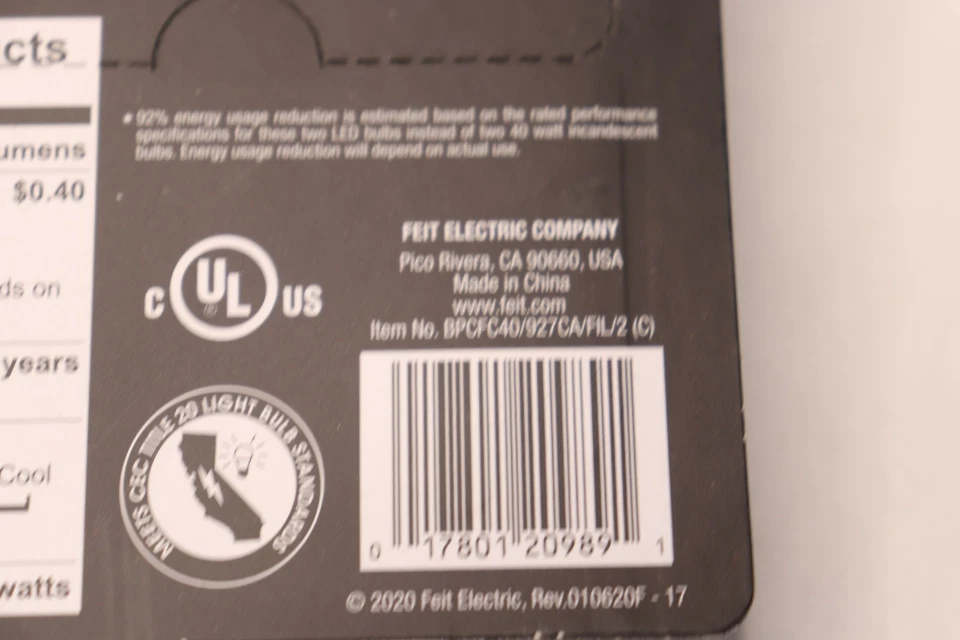 cts
umens
$0.40
ds on
years
Cool
watts
* 92% energy usage reduction is estimated based on the rated performance
specifications for these two LED bulbs instead of two 40 watt incandescent
bulbs. Energy usage reduction will depend on actual use.
C UL US
FEIT ELECTRIC COMPANY
Pico Rivera, CA 90660, USA
Made in China
www.feit.com
Item No. BPCFC40/927CA/FIL/2 (C)
MEETS CEC TITLE 20 LIGHT BULB STANDARDS
0 17801 20989 1
© 2020 Feit Electric, Rev.010620F - 17